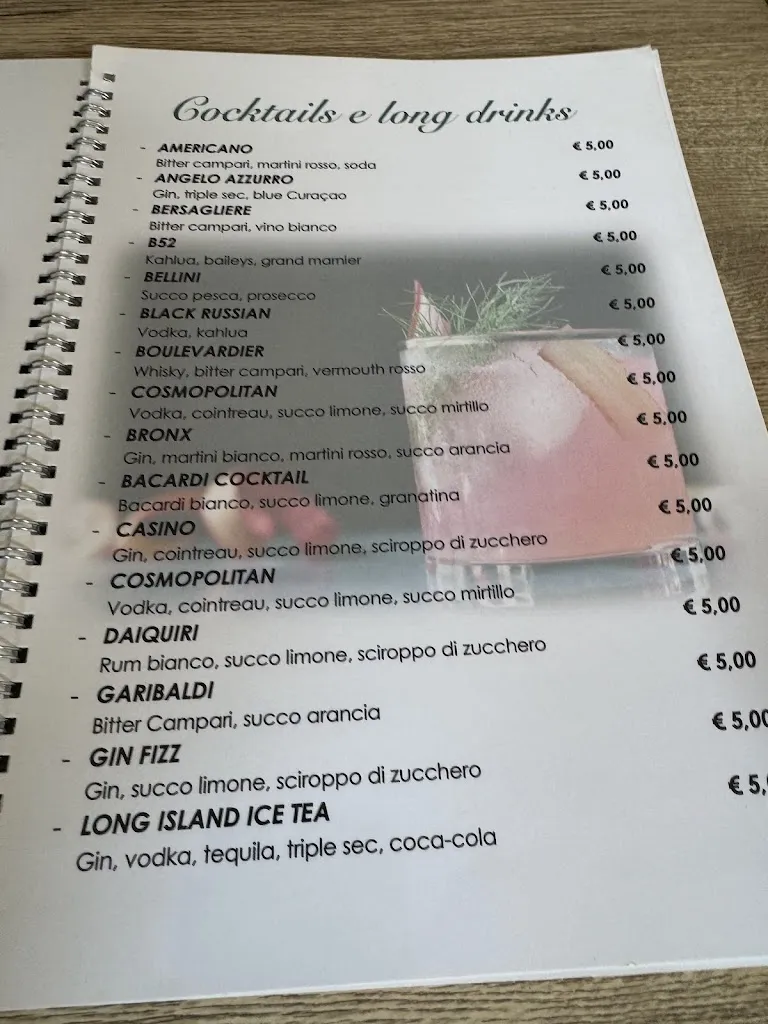 Cocktails e long drinks
- AMERICANO € 5,00
Bitter campari, martini rosso, soda
- ANGELO AZZURRO € 5,00
Gin, triple sec, blue Curaçao
- BERSAGLIERE € 5,00
Bitter campari, vino bianco
- B52 € 5,00
Kahlua, baileys, grand marnier
- BELLINI € 5,00
Succo pesca, prosecco
- BLACK RUSSIAN € 5,00
Vodka, kahlua
- BOULEVARDIER € 5,00
Whisky, bitter campari, vermouth rosso
- COSMOPOLITAN € 5,00
Vodka, cointreau, succo limone, succo mirtillo
- BRONX € 5,00
Gin, martini bianco, martini rosso, succo arancia
- BACARDI COCKTAIL € 5,00
Bacardi bianco, succo limone, granatina
- CASINO € 5,00
Gin, cointreau, succo limone, sciroppo di zucchero
- COSMOPOLITAN € 5,00
Vodka, cointreau, succo limone, succo mirtillo
- DAIQUIRI € 5,00
Rum bianco, succo limone, sciroppo di zucchero
- GARIBALDI € 5,00
Bitter Campari, succo arancia
- GIN FIZZ € 5,00
Gin, succo limone, sciroppo di zucchero
- LONG ISLAND ICE TEA € 5,
Gin, vodka, tequila, triple sec, coca-cola